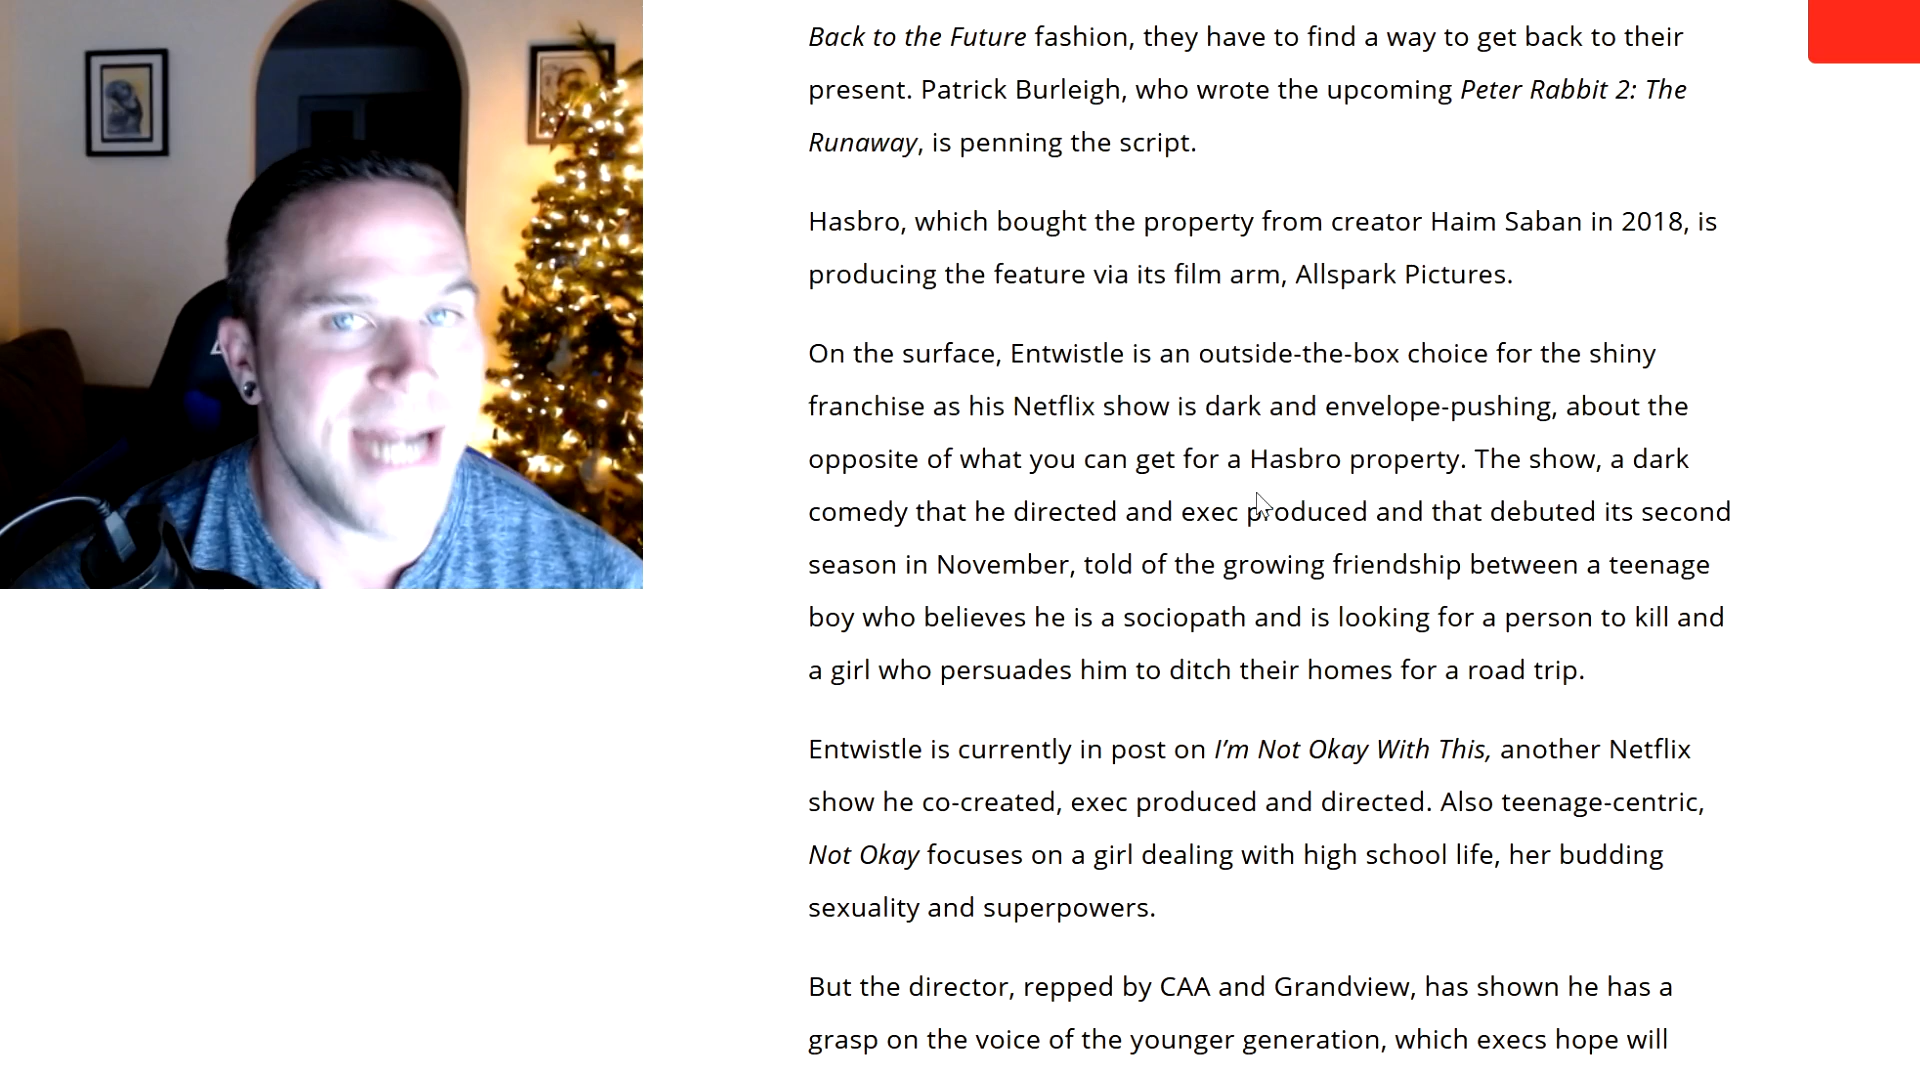 Back to the Future fashion, they have to find a way to get back to their
present. Patrick Burleigh, who wrote the upcoming Peter Rabbit 2: The
Runaway, is penning the script.
Hasbro, which bought the property from creator Haim Saban in 2018, is
producing the feature via its film arm, Allspark Pictures.
On the surface, Entwistle is an outside-the-box choice for the shiny
franchise as his Netflix show is dark and envelope-pushing, about the
opposite of what you can get for a Hasbro property. The show, a dark
comedy that he directed and exec produced and that debuted its second
season in November, told of the growing friendship between a teenage
boy who believes he is a sociopath and is looking for a person to kill and
a girl who persuades him to ditch their homes for a road trip.
Entwistle is currently in post on I’m Not Okay With This, another Netflix
show he co-created, exec produced and directed. Also teenage-centric,
Not Okay focuses on a girl dealing with high school life, her budding
sexuality and superpowers.
But the director, repped by CAA and Grandview, has shown he has a
grasp on the voice of the younger generation, which execs hope will